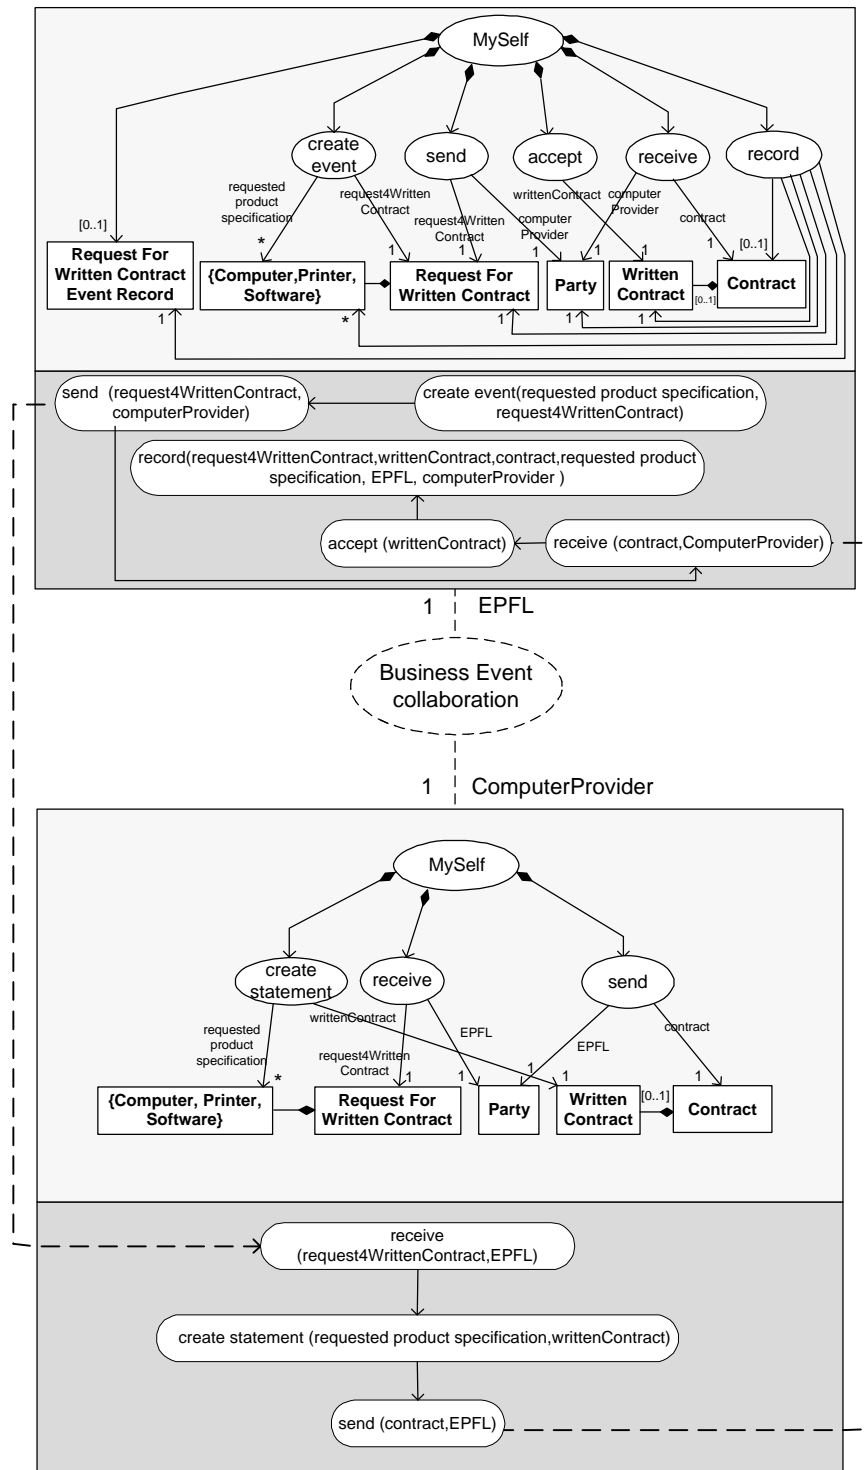 MySelf
create
event
send
accept
receive
record
requested
product
specification
request4Written
Contract
request4Written
Contract
computer
Provider
writtenContract
computer
Provider
contract
[0..1]
*
1
1
1
1
1
1
[0..1]
Request For
Written Contract
Event Record
{Computer,Printer,
Software}
Request For
Written Contract
Party
Written
Contract
[0..1]
Contract
1
*
1
1
1
send (request4WrittenContract,
computerProvider)
create event(requested product specification,
request4WrittenContract)
record(request4WrittenContract,writtenContract,contract,requested product
specification, EPFL, computerProvider )
accept (writtenContract)
receive (contract,ComputerProvider)
1 EPFL
Business Event
collaboration
1 ComputerProvider
MySelf
create
statement
receive
send
requested
product
specification
writtenContract
request4Written
Contract
EPFL
EPFL
contract
*
1
1
1
1
[0..1]
1
{Computer, Printer,
Software}
Request For
Written Contract
Party
Written
Contract
Contract
receive
(request4WrittenContract,EPFL)
create statement (requested product specification,writtenContract)
send (contract,EPFL)